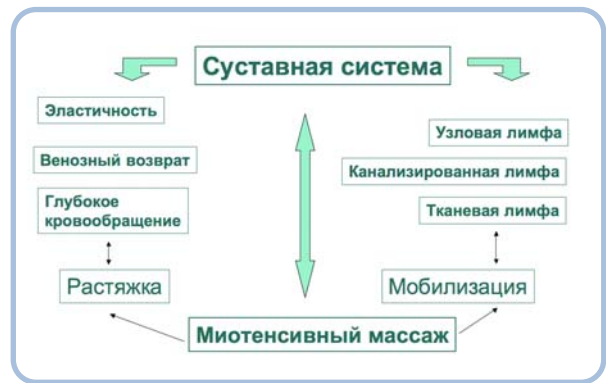 Суставная система
Эластичность
Венозный возврат
Глубокое
кровообращение
Растяжка
Узловая лимфа
Канализированная лимфа
Тканевая лимфа
Мобилизация
Миотенсивный массаж